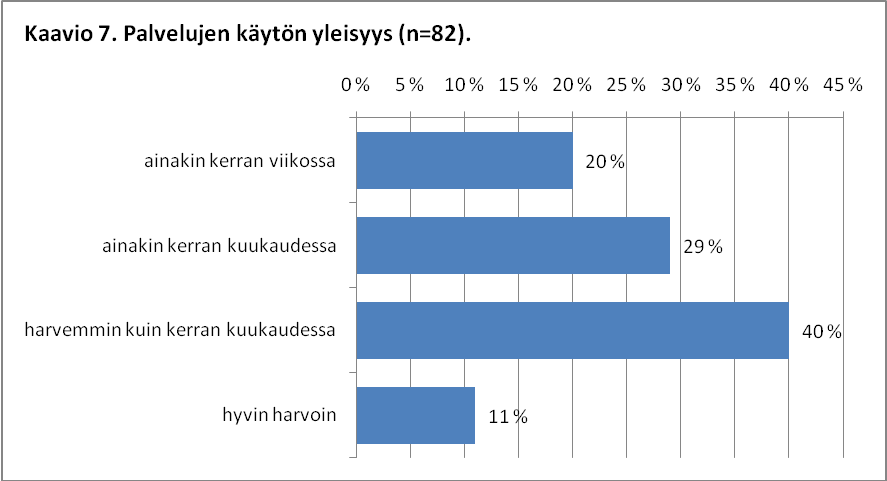 Kaavio 7. Palvelujen käytön yleisyys (n=82).
0 % 5 % 10 % 15 % 20 % 25 % 30 % 35 % 40 % 45 %
ainakin kerran viikossa 20 %
ainakin kerran kuukaudessa 29 %
harvemmin kuin kerran kuukaudessa 40 %
hyvin harvoin 11 %